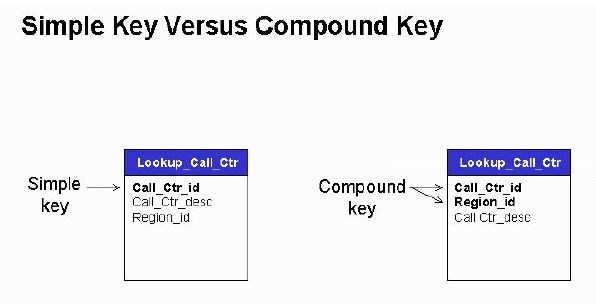 Simple Key Versus Compound Key
Lookup_Call_Ctr
Simple key
Call_Ctr_id
Call_Ctr_desc
Region_id
Lookup_Call_Ctr
Compound key
Call_Ctr_id
Region_id
Call Ctr_desc